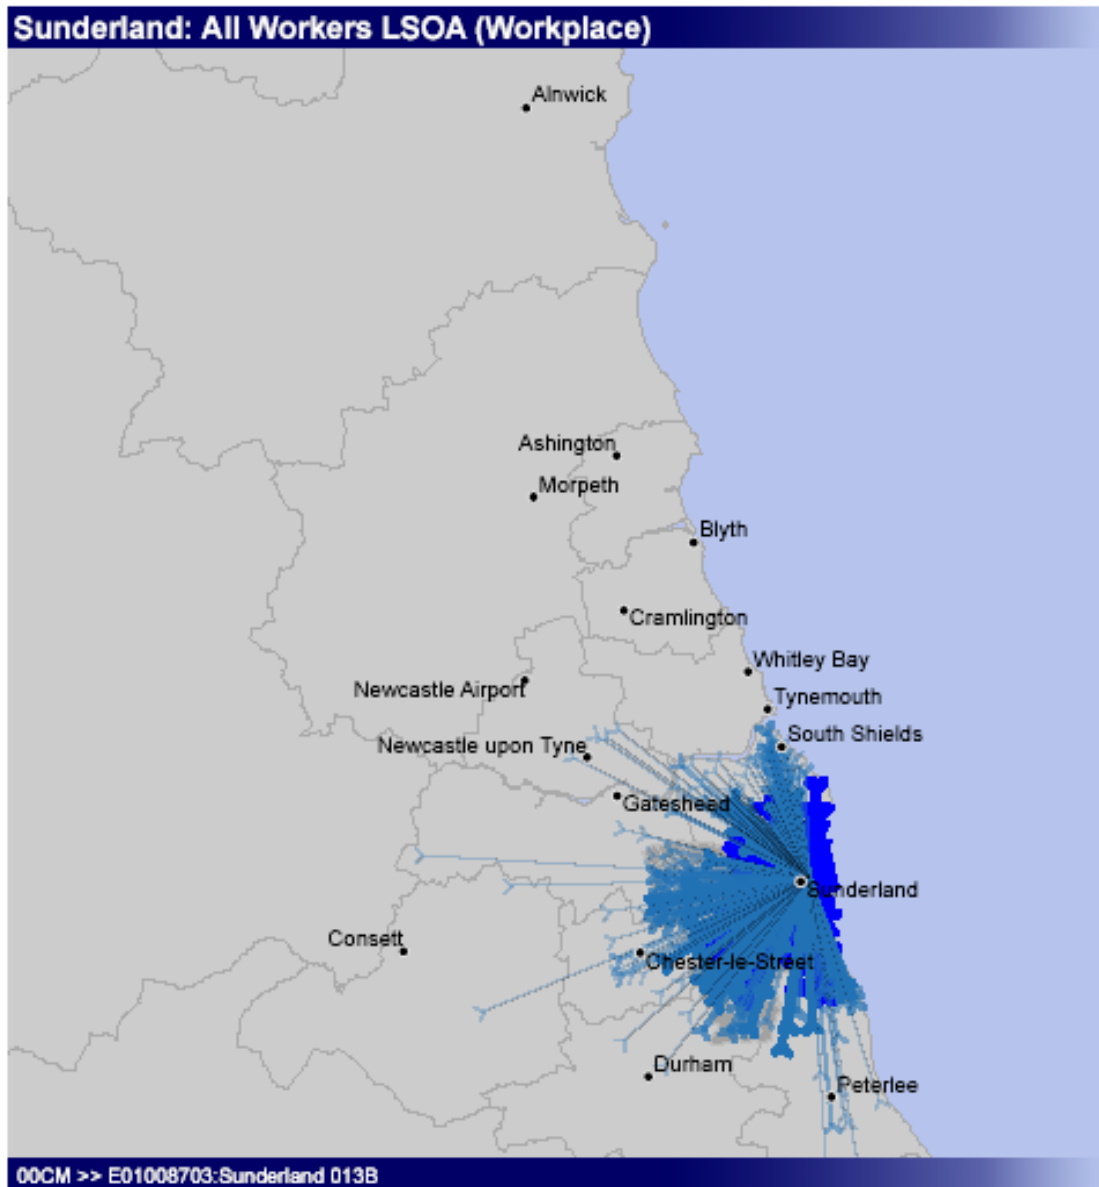 Sunderland: All Workers LSOA (Workplace)
Alnwick
Ashington
Morpeth
Blyth
Cramlington
Whitley Bay
Newcastle Airport
Tynemouth
South Shields
Newcastle upon Tyne
Gateshead
Sunderland
Consett
Chester-le-Street
Durham
Peterlee
00CM >> E01008703:Sunderland 013B